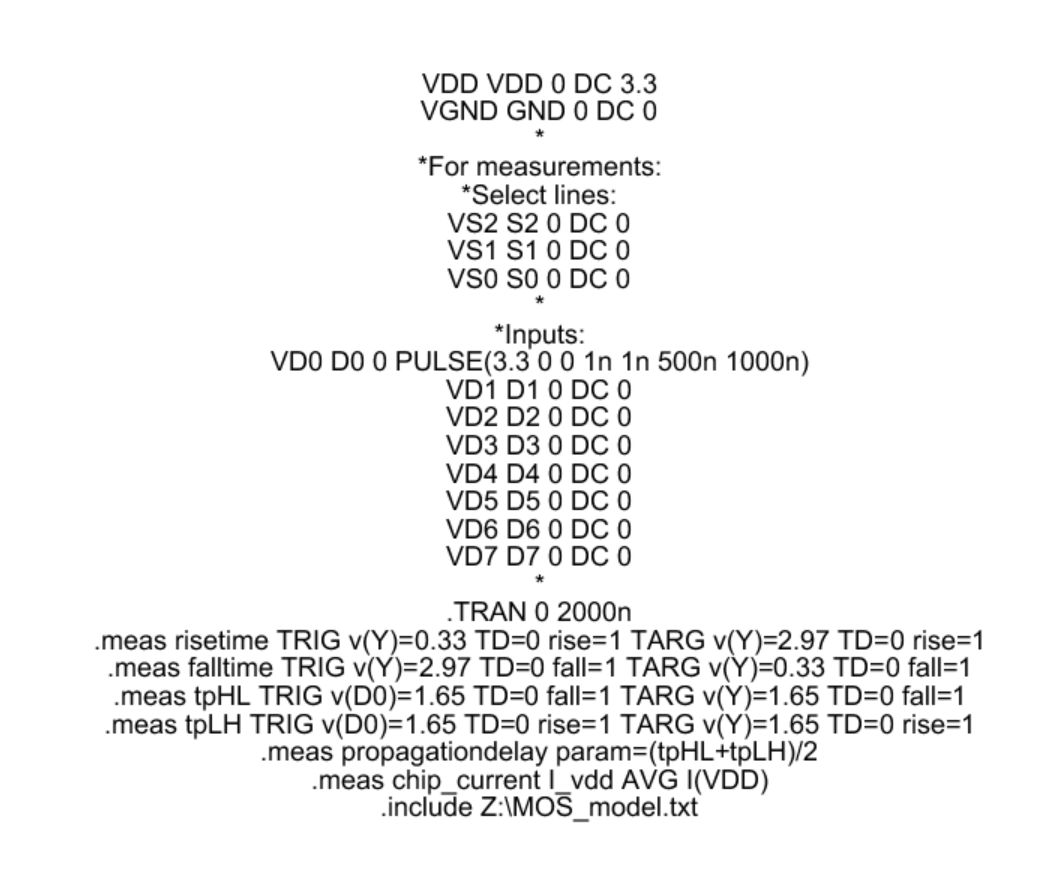 VDD VDD 0 DC 3.3
VGND GND 0 DC 0
*
*For measurements:
*Select lines:
VS2 S2 0 DC 0
VS1 S1 0 DC 0
VS0 S0 0 DC 0
*
*Inputs:
VD0 D0 0 PULSE(3.3 0 0 1n 1n 500n 1000n)
VD1 D1 0 DC 0
VD2 D2 0 DC 0
VD3 D3 0 DC 0
VD4 D4 0 DC 0
VD5 D5 0 DC 0
VD6 D6 0 DC 0
VD7 D7 0 DC 0
*
.TRAN 0 2000n
.meas risetime TRIG v(Y)=0.33 TD=0 rise=1 TARG v(Y)=2.97 TD=0 rise=1
.meas falltime TRIG v(Y)=2.97 TD=0 fall=1 TARG v(Y)=0.33 TD=0 fall=1
.meas tpHL TRIG v(D0)=1.65 TD=0 fall=1 TARG v(Y)=1.65 TD=0 fall=1
.meas tpLH TRIG v(D0)=1.65 TD=0 rise=1 TARG v(Y)=1.65 TD=0 rise=1
.meas propagationdelay param=(tpHL+tpLH)/2
.meas chip_current I_vdd AVG I(VDD)
.include Z:\MOS_model.txt